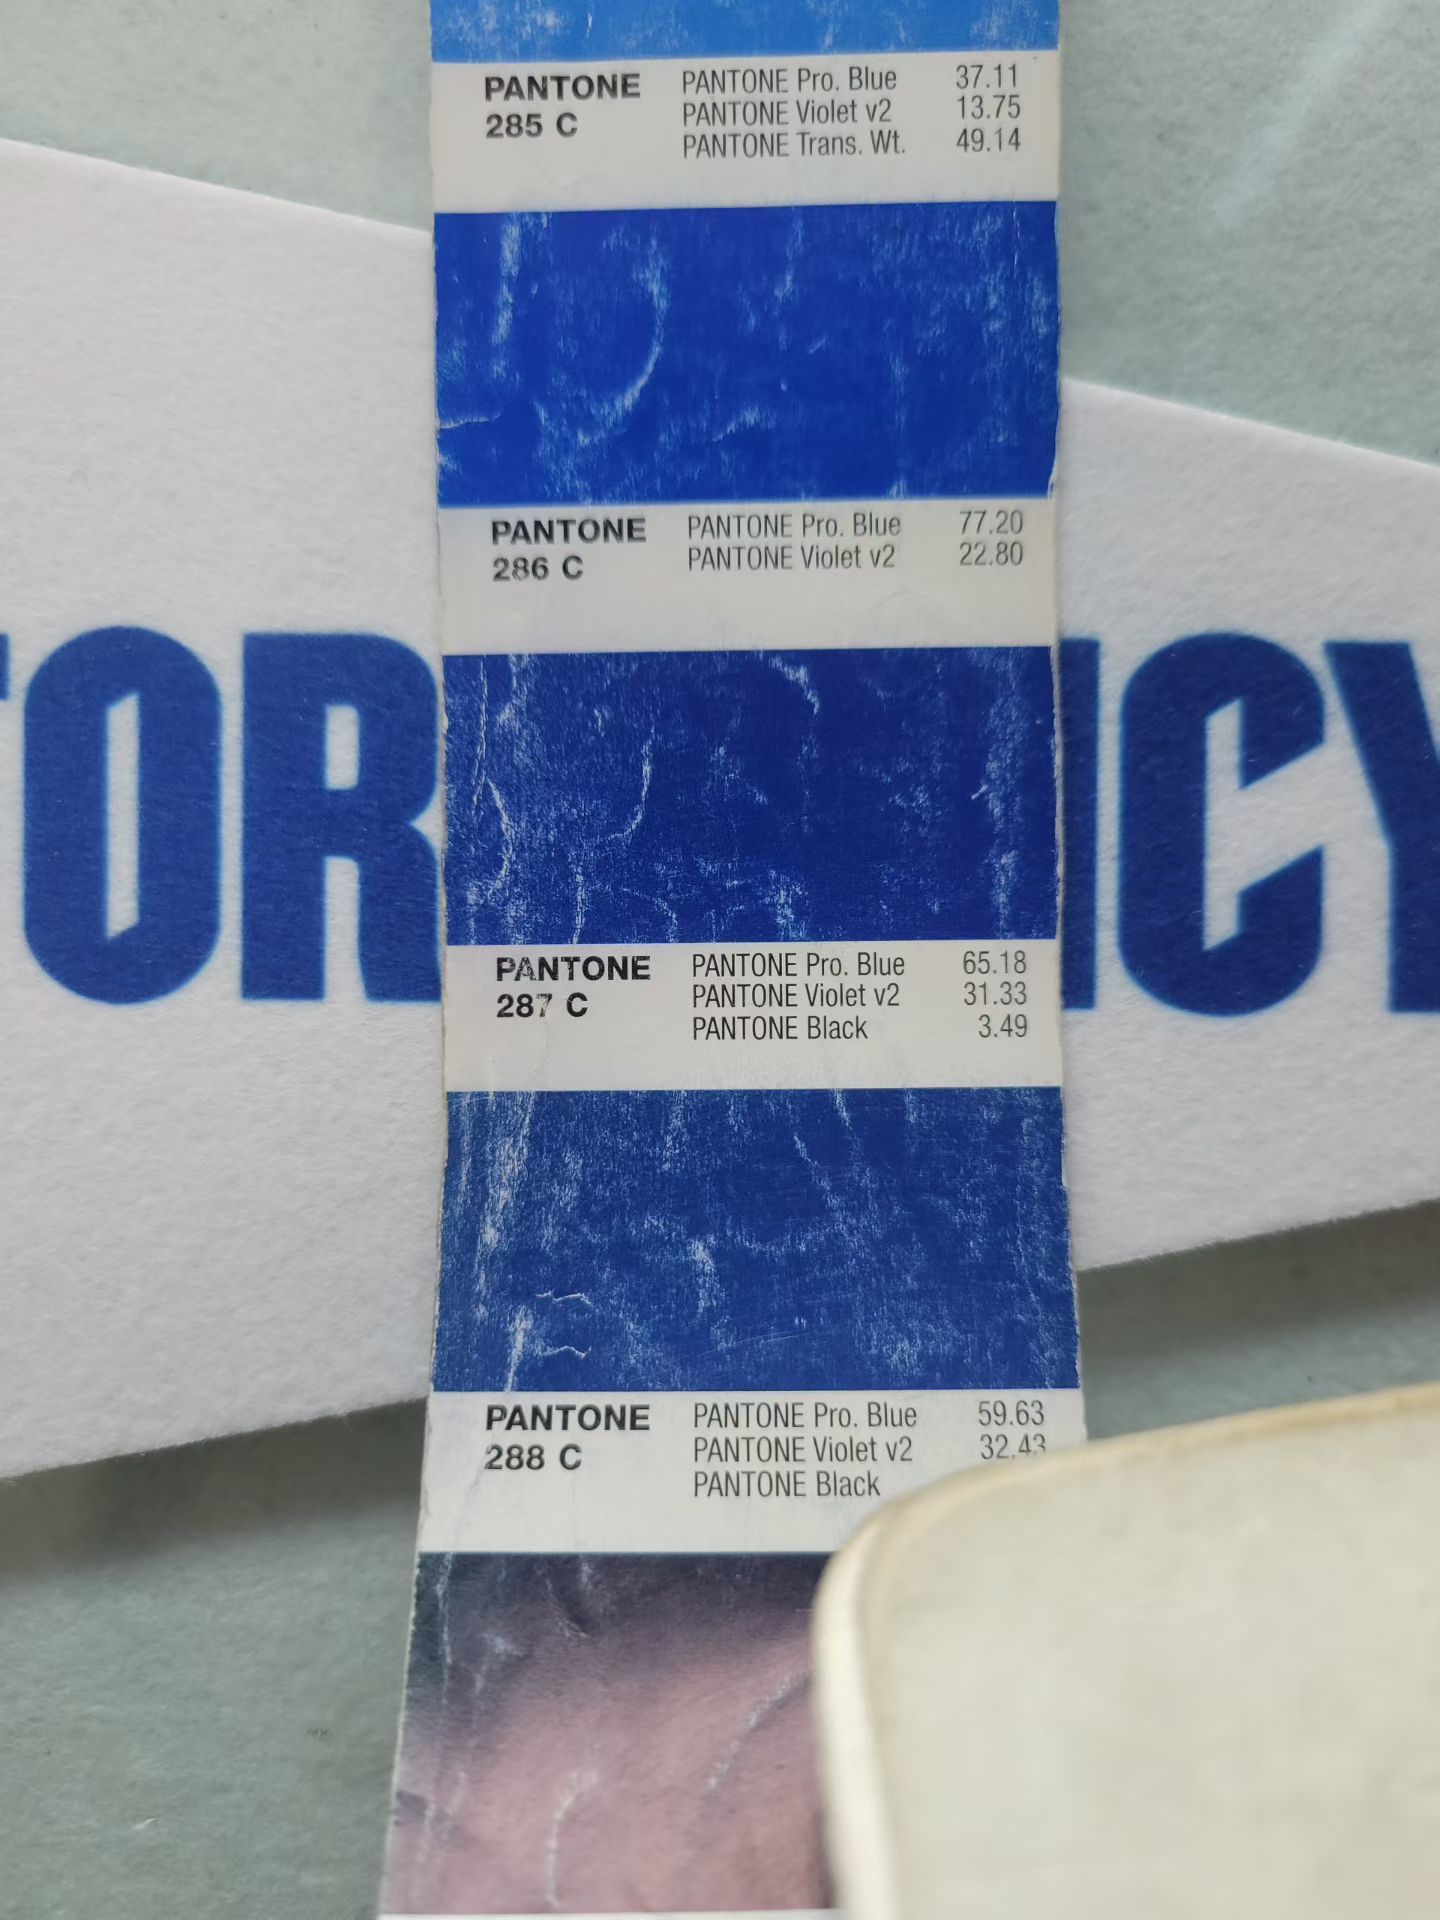 PANTONE PANTONE Pro. Blue 37.11
285 C PANTONE Violet v2 13.75
PANTONE Trans. Wt. 49.14
PANTONE PANTONE Pro. Blue 77.20
286 C PANTONE Violet v2 22.80
OR CY
PANTONE PANTONE Pro. Blue 65.18
287 C PANTONE Violet v2 31.33
PANTONE Black 3.49
PANTONE PANTONE Pro. Blue 59.63
288 C PANTONE Violet v2 32.43
PANTONE Black